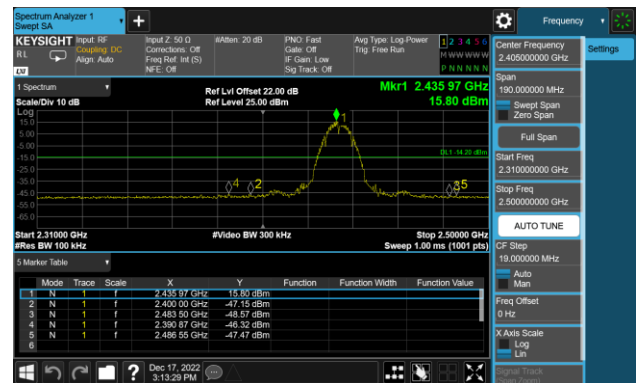 Spectrum Analyzer 1
Swept SA
Frequency
KEYSIGHT Input: RF
Coupling: DC
Align: Auto
RL
LXI
Input Z: 50 Ω
Corrections: Off
Freq Ref: Int (S)
NFE: Off
#Atten: 20 dB
PNO: Fast
Gate: Off
IF Gain: Low
Sig Track: Off
Avg Type: Log-Power
Trig: Free Run
1 2 3 4 5 6
M W W W W W
P N N N N N
Center Frequency
2.405000000 GHz
Settings
Span
190.000000 MHz
Swept Span
Zero Span
Full Span
Start Freq
2.310000000 GHz
Stop Freq
2.500000000 GHz
AUTO TUNE
CF Step
19.000000 MHz
Auto
Man
Freq Offset
0 Hz
X Axis Scale
Log
Lin
Signal Track
(Span Zoom)
1 Spectrum
Scale/Div 10 dB
Ref Lvl Offset 22.00 dB
Ref Level 25.00 dBm
Mkr1 2.435 97 GHz
15.80 dBm
Log
15.0
5.00
-5.00
-15.0
-25.0
-35.0
-45.0
-55.0
-65.0
1
DL1 -14.20 dBm
4 2
35
Start 2.31000 GHz
#Res BW 100 kHz
#Video BW 300 kHz
Stop 2.50000 GHz
Sweep 1.00 ms (1001 pts)
5 Marker Table
Mode Trace Scale X Y Function Function Width Function Value
1 N 1 f 2.435 97 GHz 15.80 dBm
2 N 1 f 2.400 00 GHz -47.15 dBm
3 N 1 f 2.483 50 GHz -48.57 dBm
4 N 1 f 2.390 87 GHz -46.32 dBm
5 N 1 f 2.486 55 GHz -47.47 dBm
6
?
Dec 17, 2022
3:13:29 PM